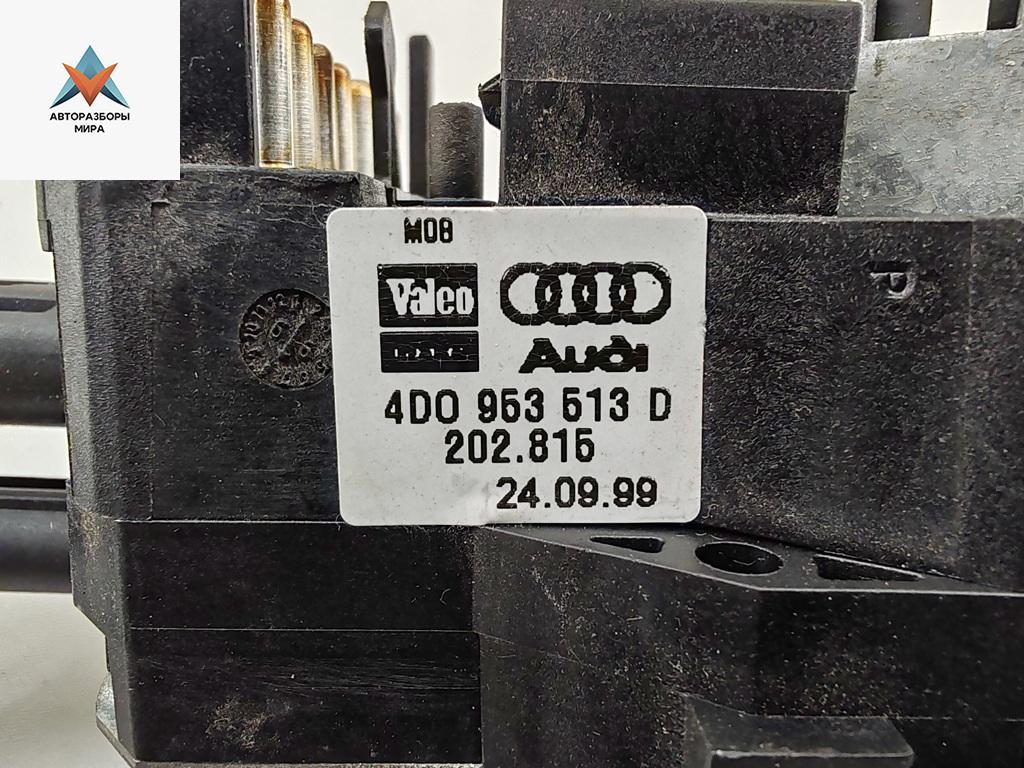 АВТОРАЗБОРЫ
МИРА
M08
Valeo
Audi
4D0 953 513 D
202.815
24.09.99
P